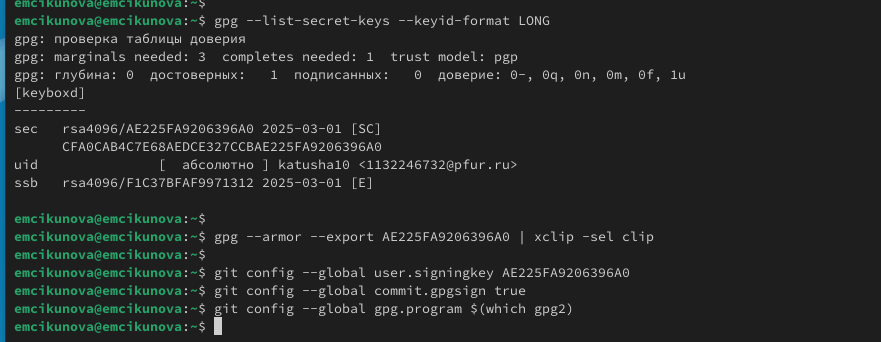 emcikunova@emcikunova:~$
emcikunova@emcikunova:~$ gpg --list-secret-keys --keyid-format LONG
gpg: проверка таблицы доверия
gpg: marginals needed: 3  completes needed: 1  trust model: pgp
gpg: глубина: 0  достоверных:   1  подписанных:   0  доверие: 0-, 0q, 0n, 0m, 0f, 1u
[keyboxd]
---------
sec   rsa4096/AE225FA9206396A0 2025-03-01 [SC]
      CFA0CAB4C7E68AEDCE327CCBAE225FA9206396A0
uid               [  абсолютно ] katusha10 <1132246732@pfur.ru>
ssb   rsa4096/F1C37BFAF9971312 2025-03-01 [E]

emcikunova@emcikunova:~$
emcikunova@emcikunova:~$ gpg --armor --export AE225FA9206396A0 | xclip -sel clip
emcikunova@emcikunova:~$
emcikunova@emcikunova:~$ git config --global user.signingkey AE225FA9206396A0
emcikunova@emcikunova:~$ git config --global commit.gpgsign true
emcikunova@emcikunova:~$ git config --global gpg.program $(which gpg2)
emcikunova@emcikunova:~$